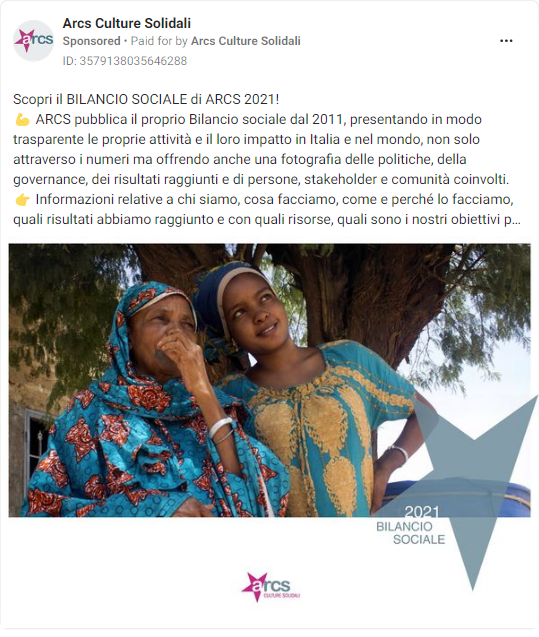 arcs
Arcs Culture Solidali
Sponsored • Paid for by Arcs Culture Solidali
ID: 3579138035646288
Scopri il BILANCIO SOCIALE di ARCS 2021!
💪 ARCS pubblica il proprio Bilancio sociale dal 2011, presentando in modo
trasparente le proprie attività e il loro impatto in Italia e nel mondo, non solo
attraverso i numeri ma offrendo anche una fotografia delle politiche, della
governance, dei risultati raggiunti e di persone, stakeholder e comunità coinvolti.
👉 Informazioni relative a chi siamo, cosa facciamo, come e perché lo facciamo,
quali risultati abbiamo raggiunto e con quali risorse, quali sono i nostri obiettivi p...
2021
BILANCIO
SOCIALE
arcs
CULTURE SOLIDALI